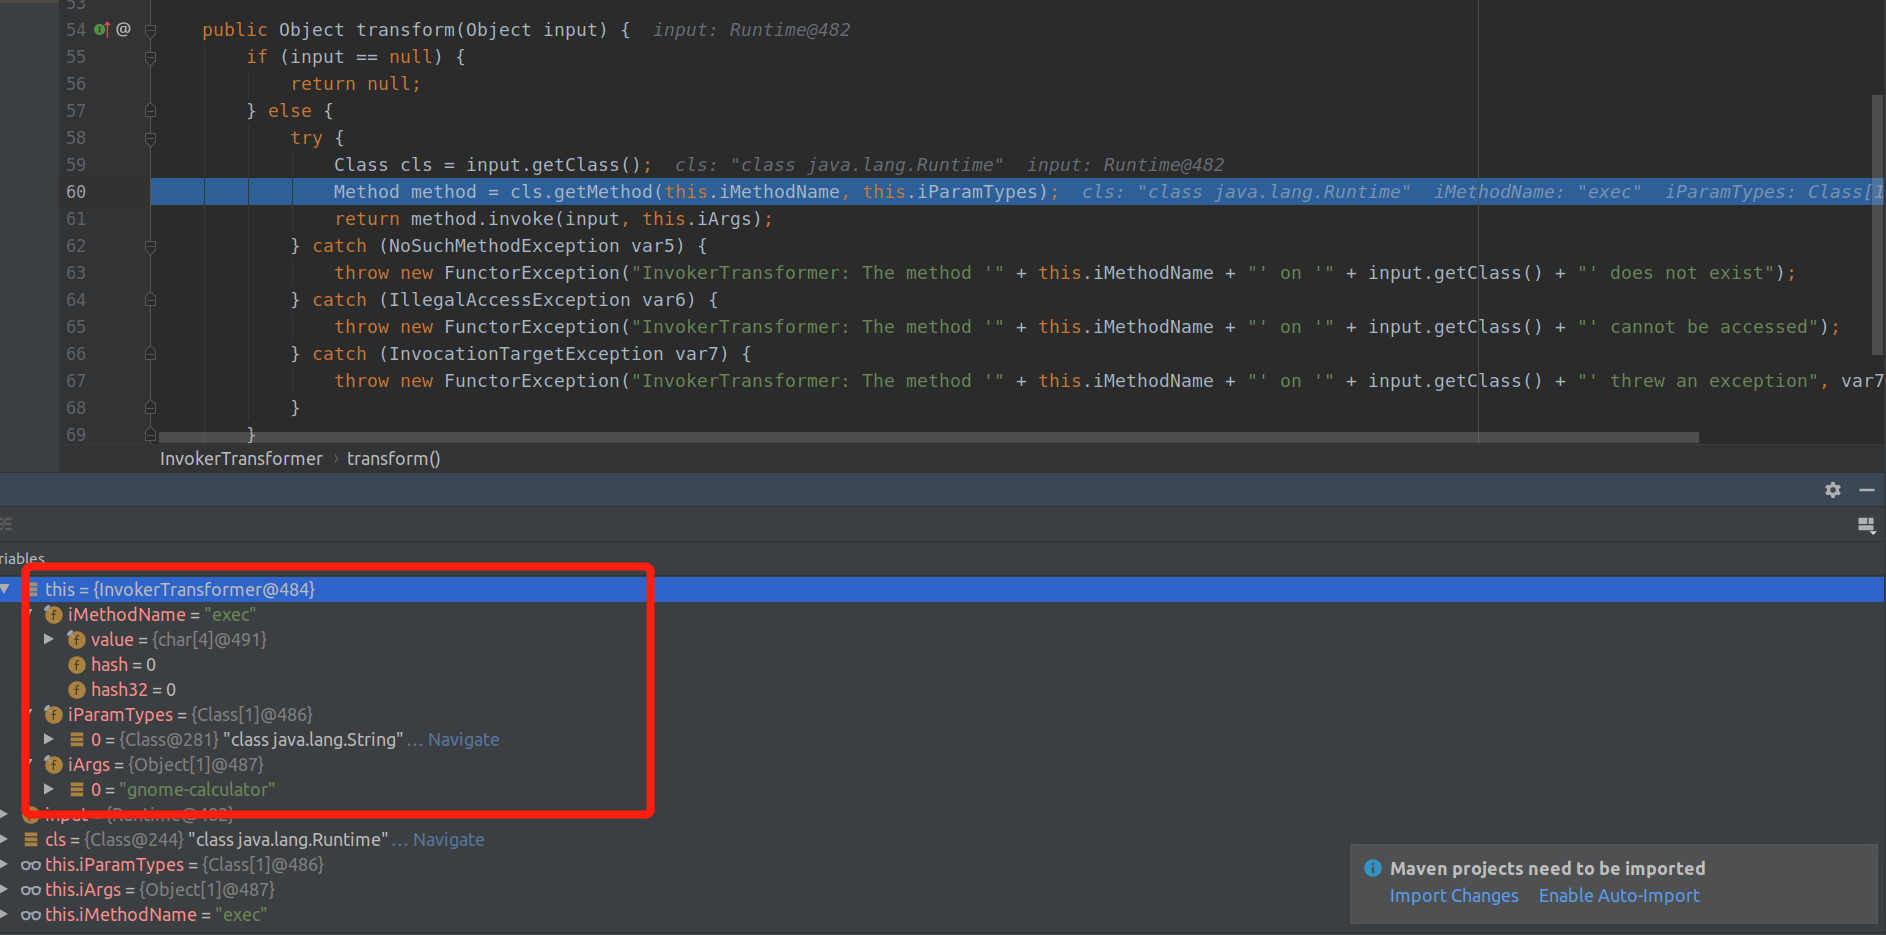 53
54 @ public Object transform(Object input) { input: Runtime@482
55 if (input == null) {
56 return null;
57 } else {
58 try {
59 Class cls = input.getClass(); cls: "class java.lang.Runtime" input: Runtime@482
60 Method method = cls.getMethod(this.iMethodName, this.iParamTypes); cls: "class java.lang.Runtime" iMethodName: "exec" iParamTypes: Class[1
61 return method.invoke(input, this.iArgs);
62 } catch (NoSuchMethodException var5) {
63 throw new FunctorException("InvokerTransformer: The method '" + this.iMethodName + "' on '" + input.getClass() + "' does not exist");
64 } catch (IllegalAccessException var6) {
65 throw new FunctorException("InvokerTransformer: The method '" + this.iMethodName + "' on '" + input.getClass() + "' cannot be accessed");
66 } catch (InvocationTargetException var7) {
67 throw new FunctorException("InvokerTransformer: The method '" + this.iMethodName + "' on '" + input.getClass() + "' threw an exception", var7
68 }
69 }
InvokerTransformer › transform()
riables
this = {InvokerTransformer@484}
f iMethodName = "exec"
f value = {char[4]@491}
f hash = 0
f hash32 = 0
f iParamTypes = {Class[1]@486}
0 = {Class@281} "class java.lang.String" ... Navigate
f iArgs = {Object[1]@487}
0 = "gnome-calculator"
input = {Runtime@482}
cls = {Class@244} "class java.lang.Runtime" ... Navigate
this.iParamTypes = {Class[1]@486}
this.iArgs = {Object[1]@487}
this.iMethodName = "exec"
Maven projects need to be imported
Import Changes Enable Auto-Import